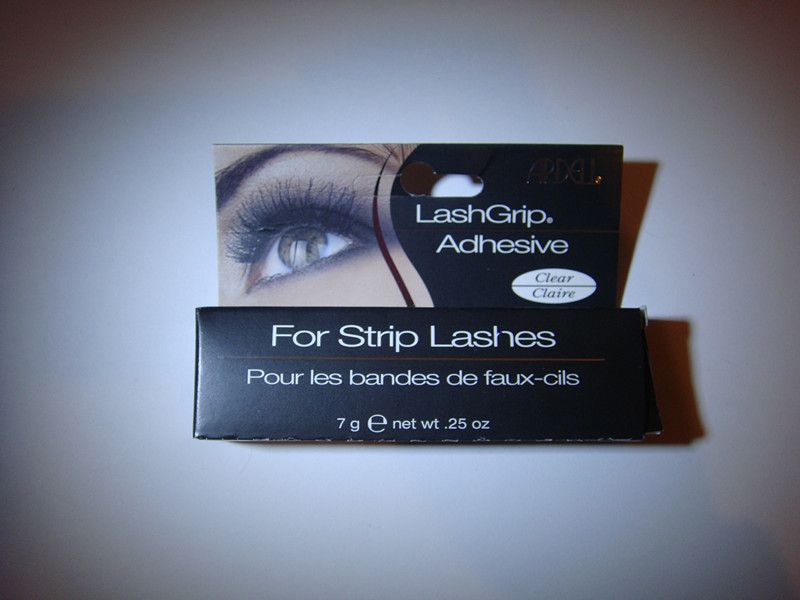 ARDELL
LashGrip®
Adhesive
Clear
Claire
For Strip Lashes
Pour les bandes de faux-cils
7 g ℮ net wt .25 oz